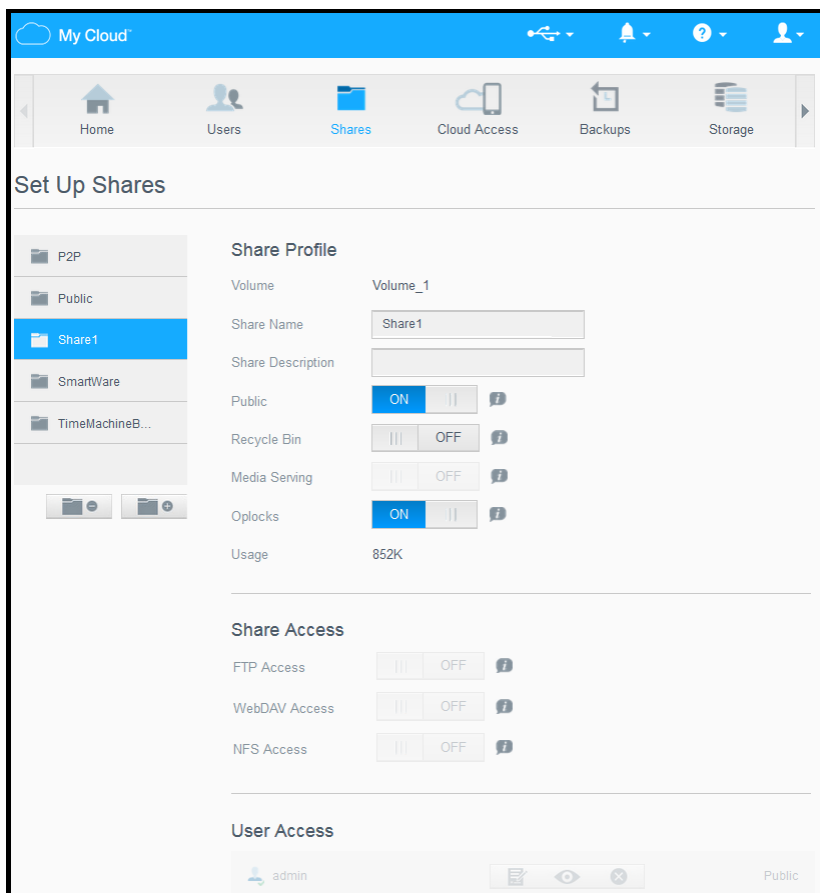 My Cloud™
Home
Users
Shares
Cloud Access
Backups
Storage
Set Up Shares
P2P
Public
Share1
SmartWare
TimeMachineB...
Share Profile
Volume Volume_1
Share Name Share1
Share Description
Public ON
Recycle Bin OFF
Media Serving OFF
Oplocks ON
Usage 852K
Share Access
FTP Access OFF
WebDAV Access OFF
NFS Access OFF
User Access
admin Public